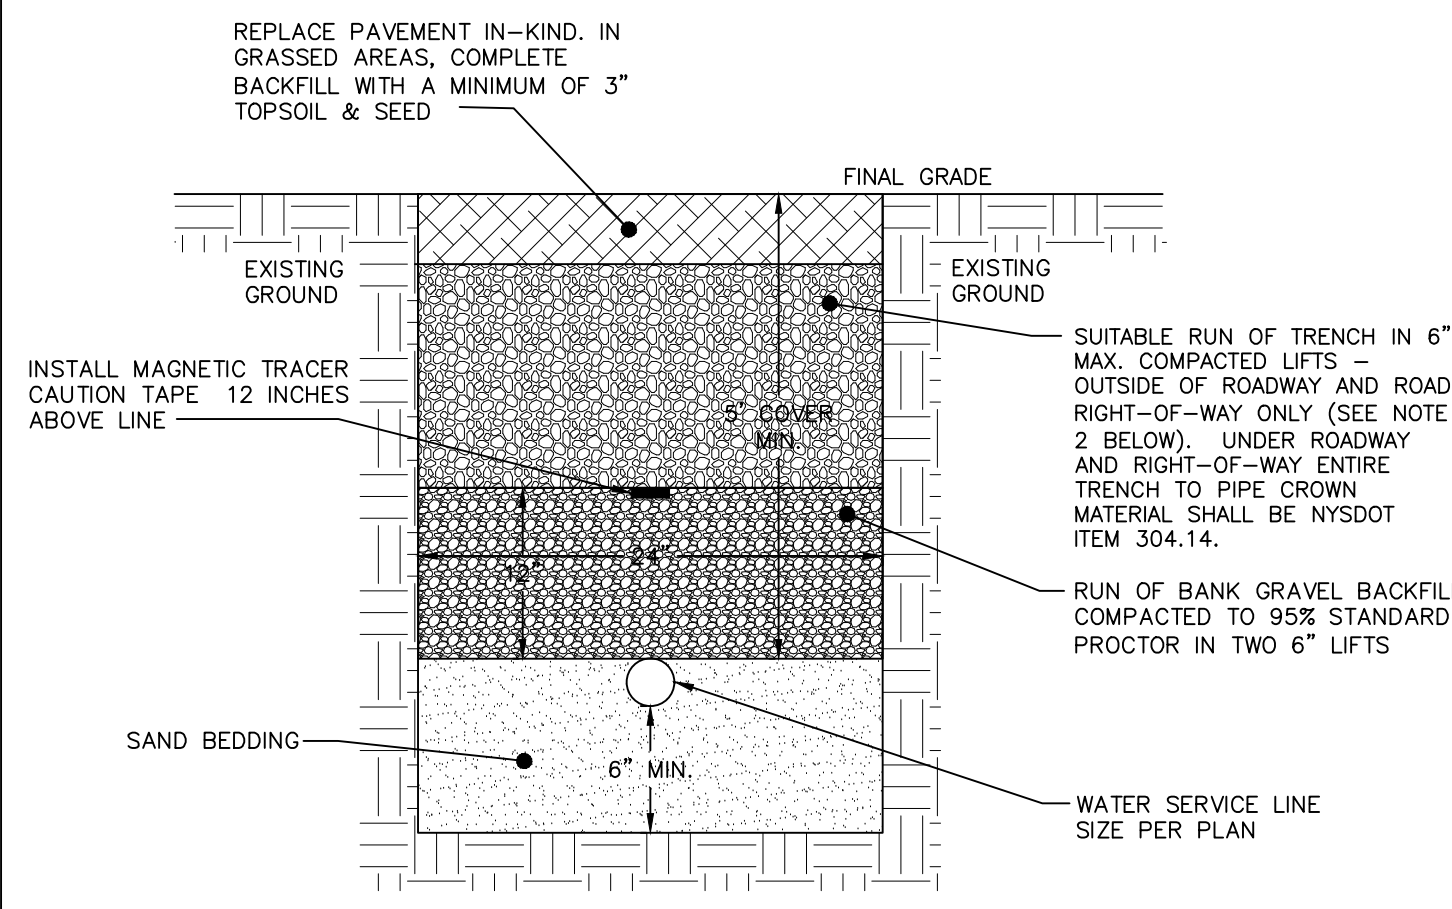 REPLACE PAVEMENT IN-KIND. IN
GRASSED AREAS, COMPLETE
BACKFILL WITH A MINIMUM OF 3"
TOPSOIL & SEED
FINAL GRADE
EXISTING
GROUND
EXISTING
GROUND
SUITABLE RUN OF TRENCH IN 6"
MAX. COMPACTED LIFTS –
OUTSIDE OF ROADWAY AND ROAD
RIGHT-OF-WAY ONLY (SEE NOTE
2 BELOW). UNDER ROADWAY
AND RIGHT-OF-WAY ENTIRE
TRENCH TO PIPE CROWN
MATERIAL SHALL BE NYSDOT
ITEM 304.14.
INSTALL MAGNETIC TRACER
CAUTION TAPE 12 INCHES
ABOVE LINE
5' COVER
MIN.
24"
12"
RUN OF BANK GRAVEL BACKFIL
COMPACTED TO 95% STANDARD
PROCTOR IN TWO 6" LIFTS
SAND BEDDING
6" MIN.
WATER SERVICE LINE
SIZE PER PLAN